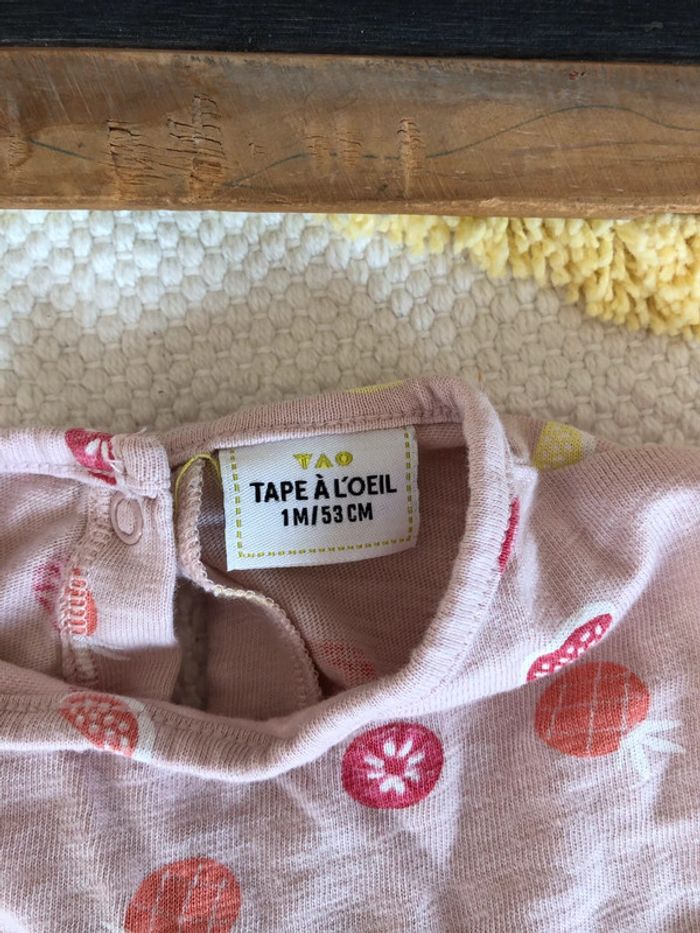 TAO
TAPE À L'OEIL
1M/53CM